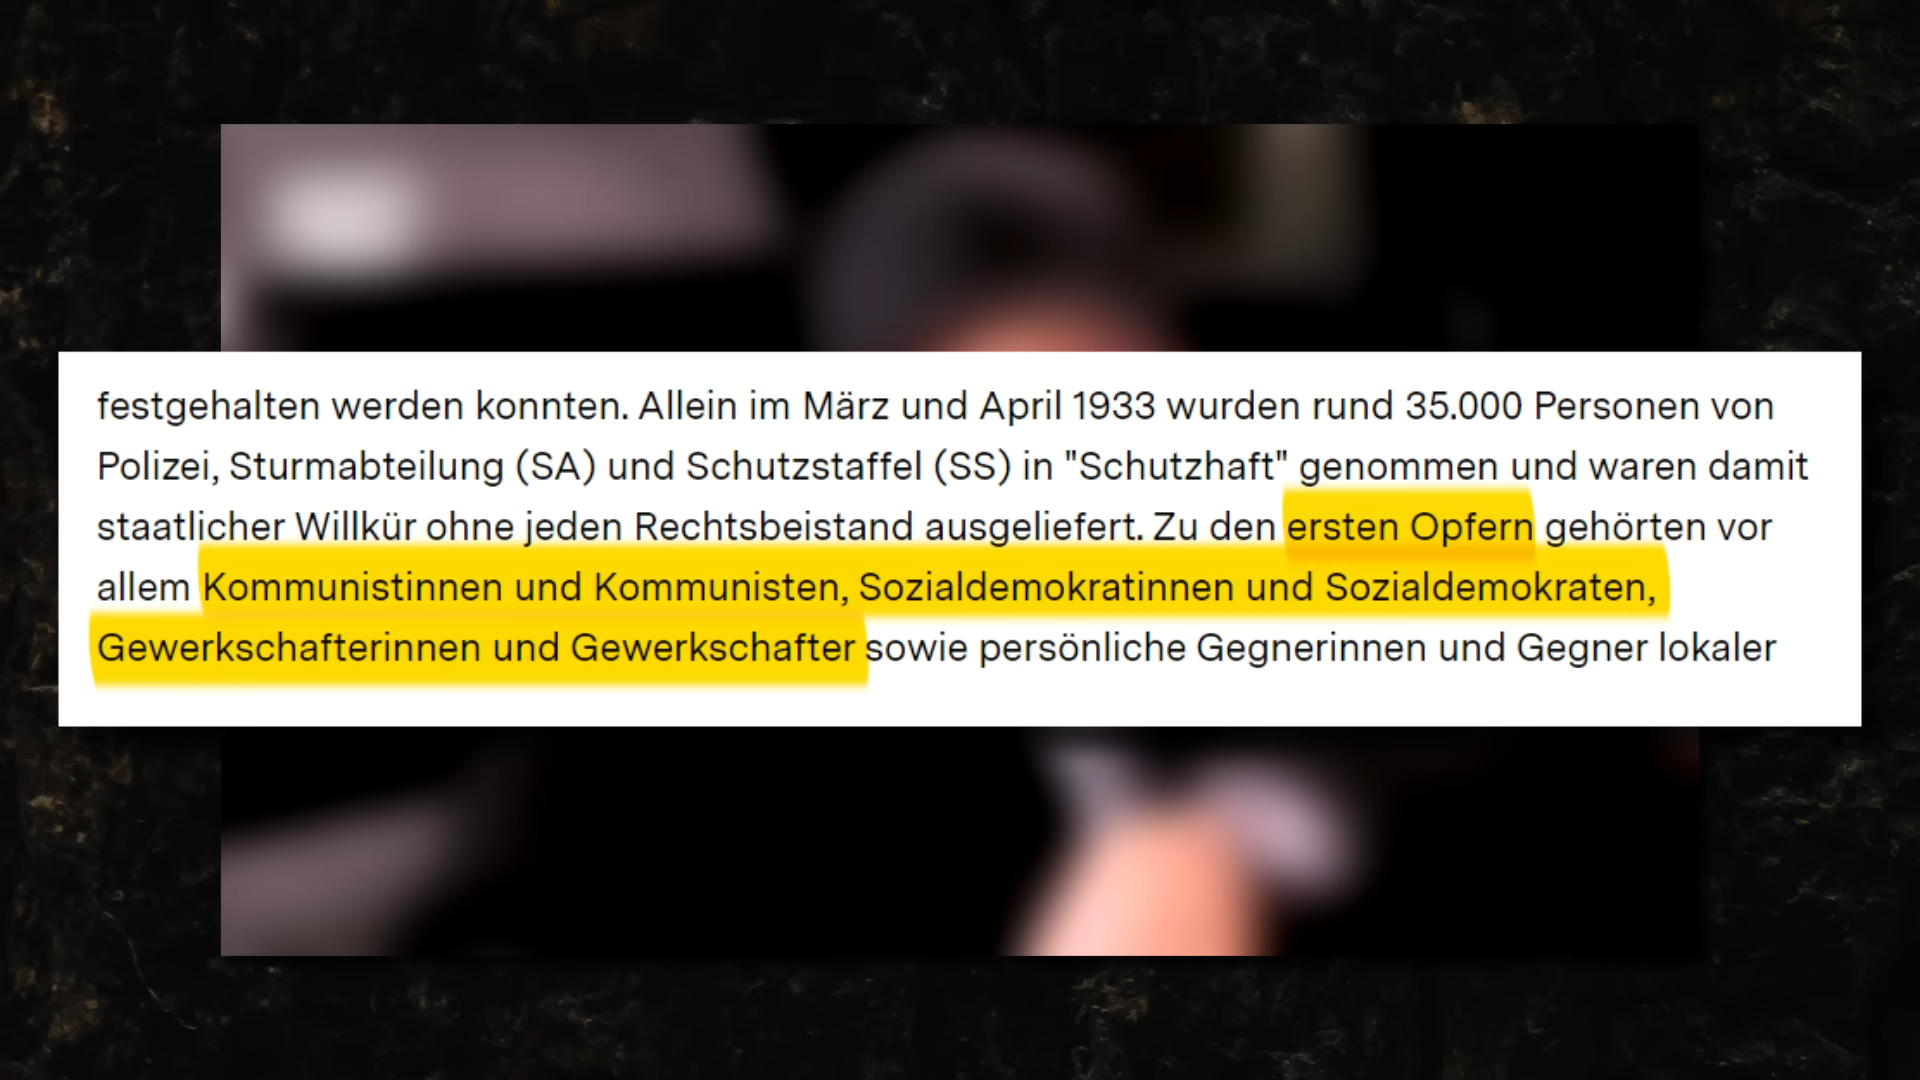 festgehalten werden konnten. Allein im März und April 1933 wurden rund 35.000 Personen von
Polizei, Sturmabteilung (SA) und Schutzstaffel (SS) in "Schutzhaft" genommen und waren damit
staatlicher Willkür ohne jeden Rechtsbeistand ausgeliefert. Zu den ersten Opfern gehörten vor
allem Kommunistinnen und Kommunisten, Sozialdemokratinnen und Sozialdemokraten,
Gewerkschafterinnen und Gewerkschafter sowie persönliche Gegnerinnen und Gegner lokaler